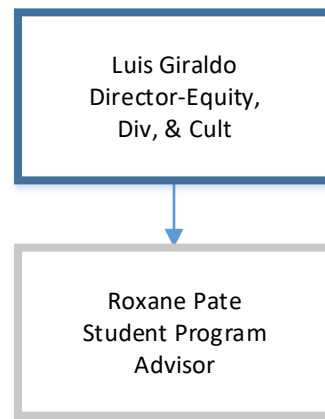 Luis Giraldo
Director-Equity,
Div, & Cult
Roxane Pate
Student Program
Advisor